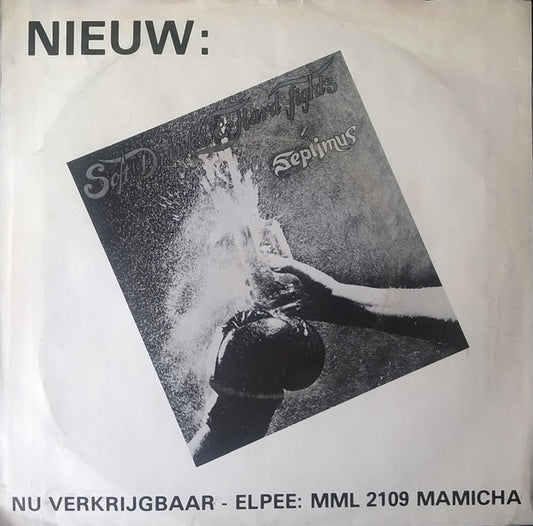 NIEUW:
Soft Drinks & Hard fights
Septimus
NU VERKRIJGBAAR - ELPEE: MML 2109 MAMICHA